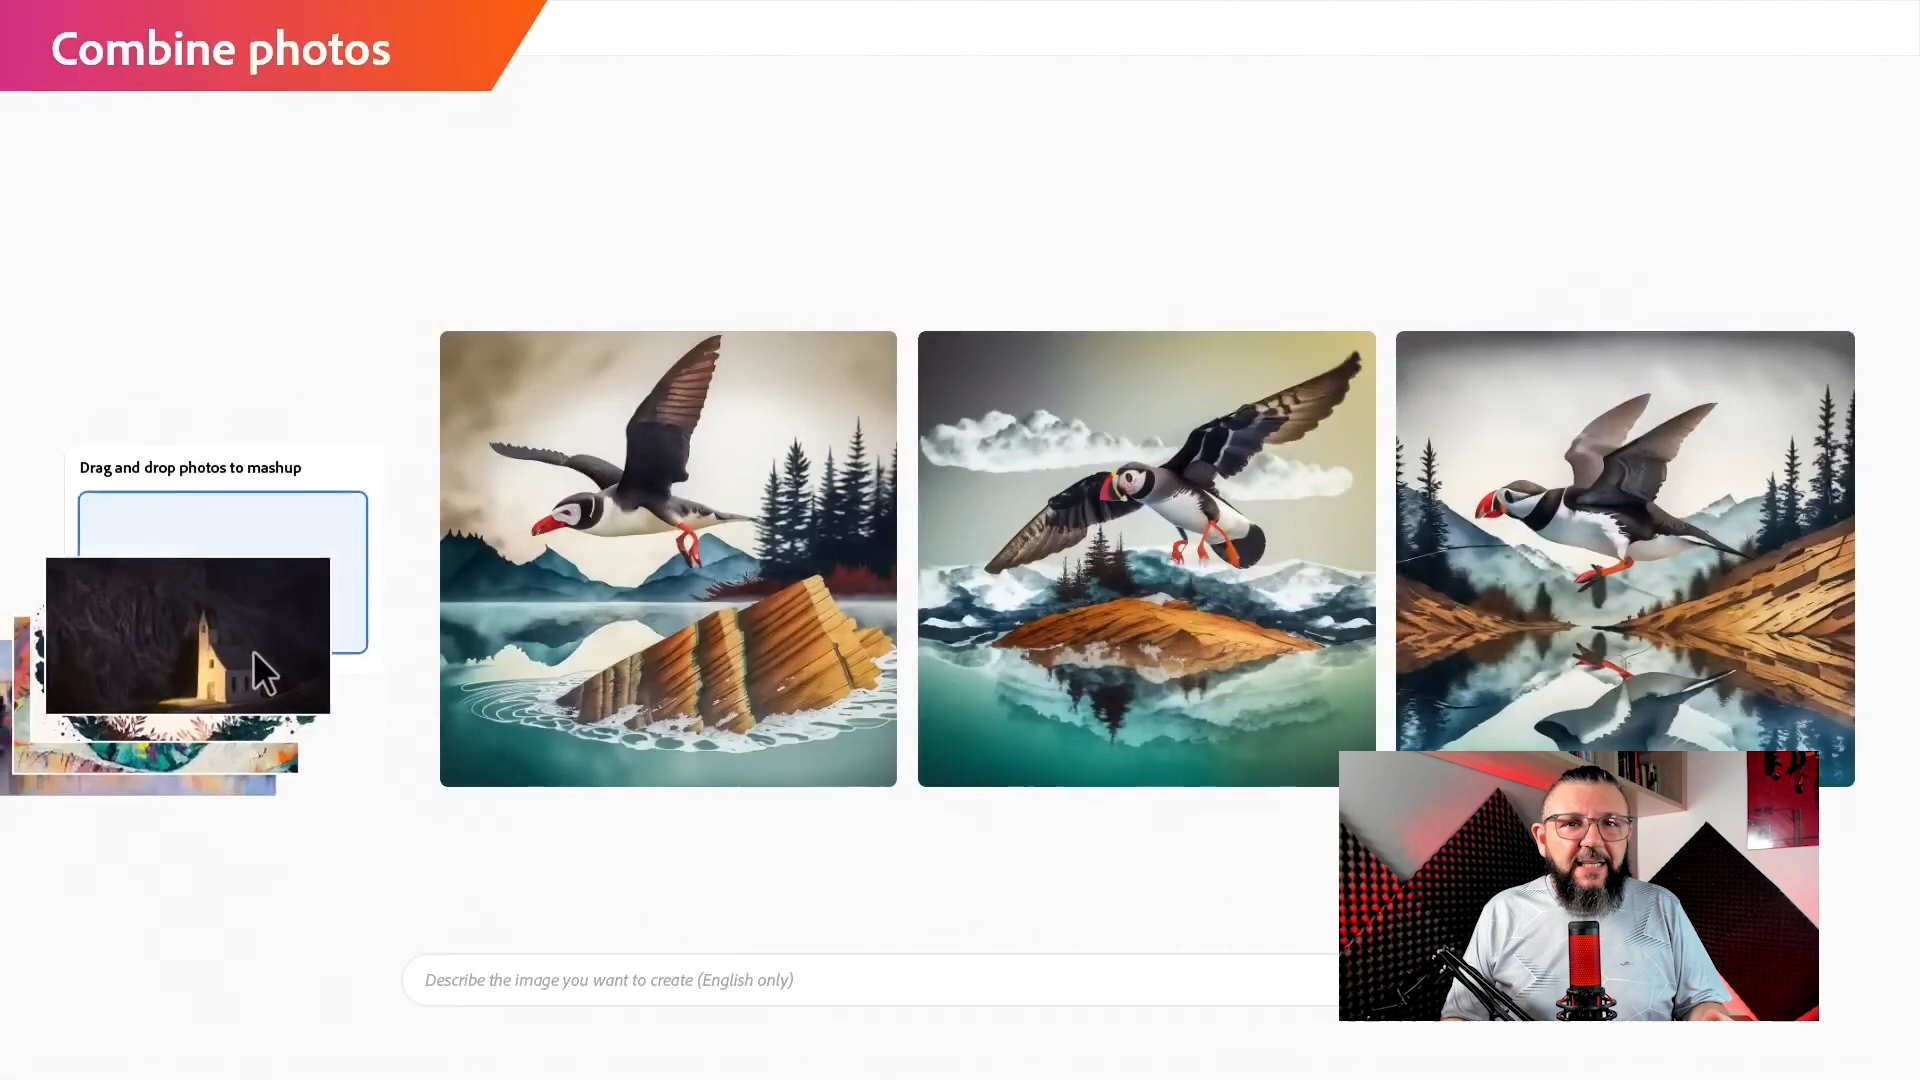 Combine photos
Drag and drop photos to mashup
Describe the image you want to create (English only)